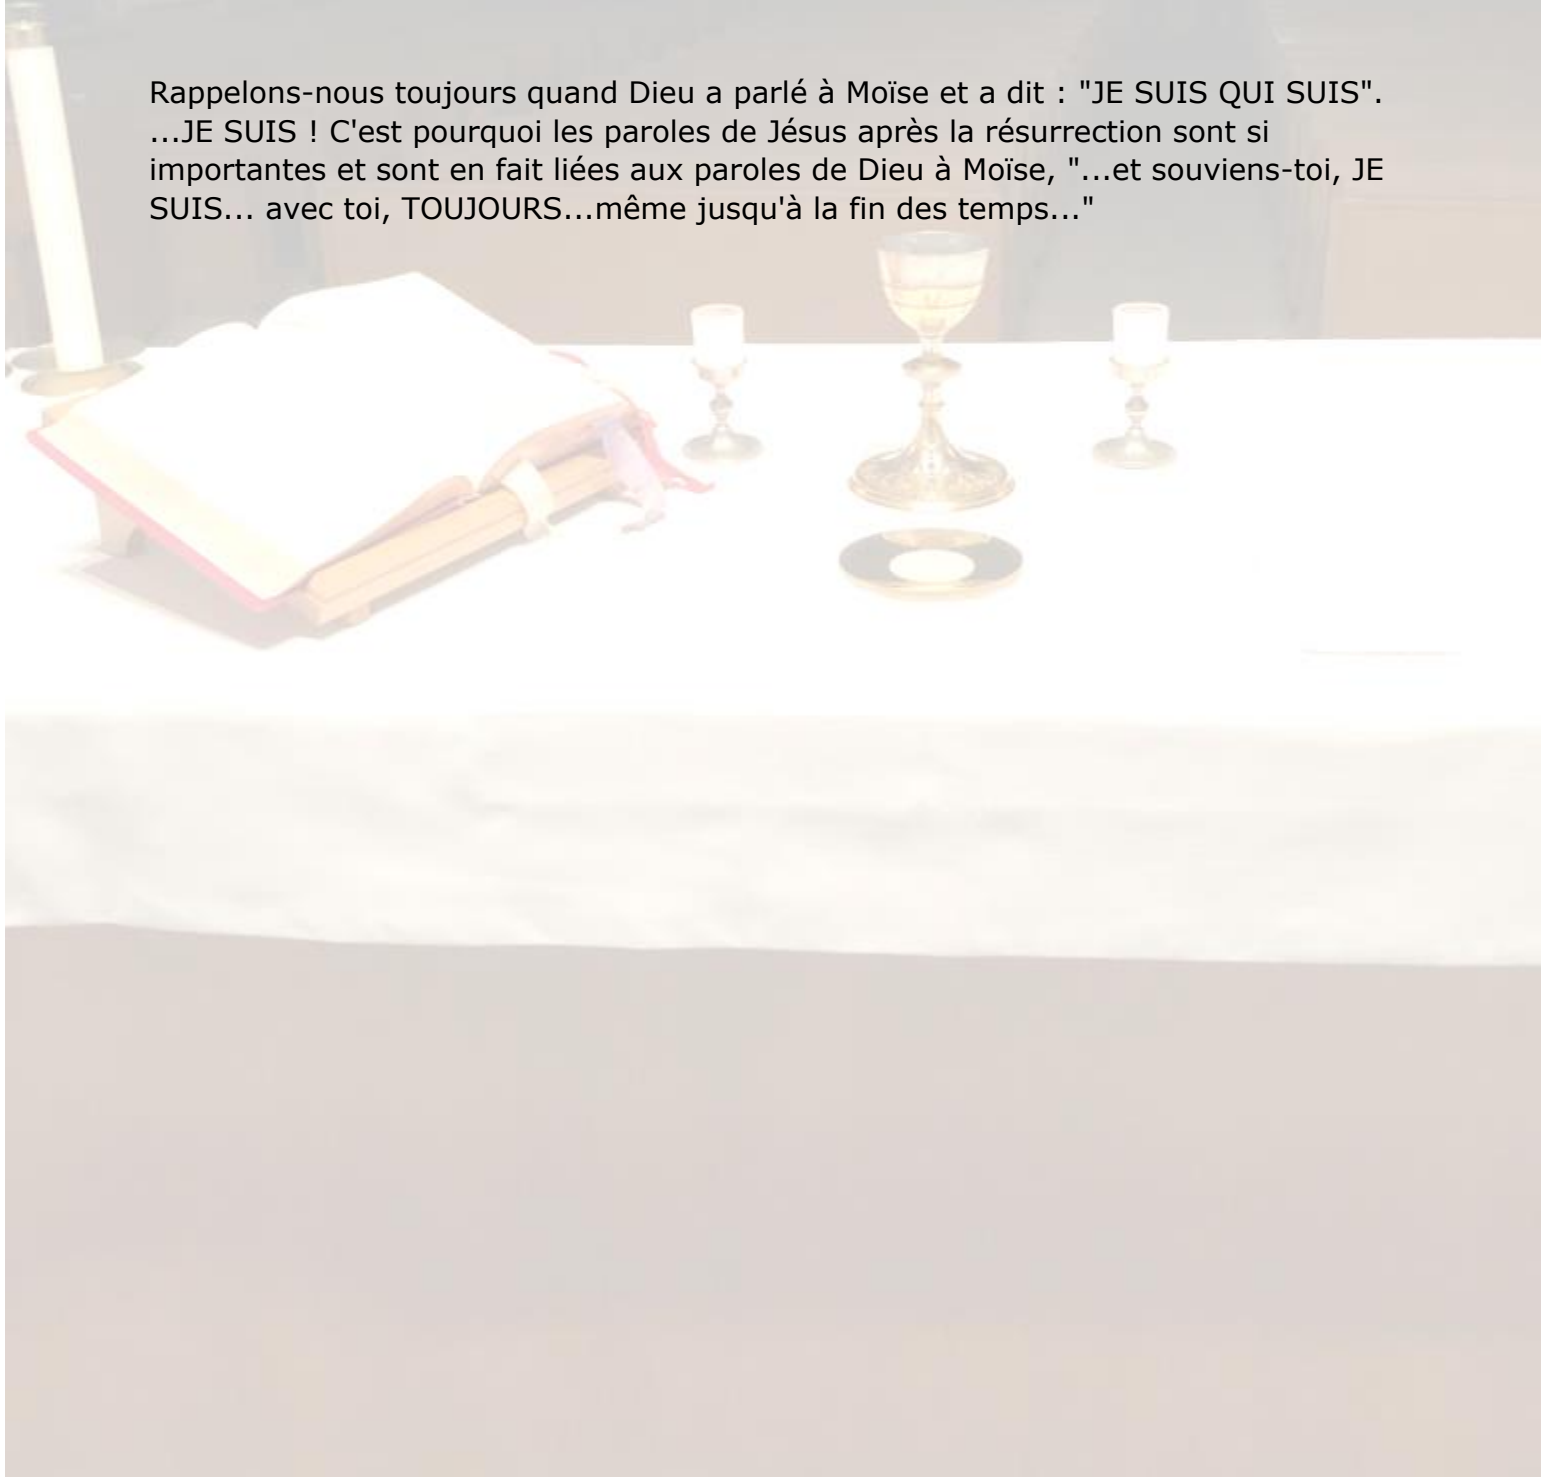 Rappelons-nous toujours quand Dieu a parlé à Moïse et a dit : "JE SUIS QUI SUIS".
...JE SUIS ! C'est pourquoi les paroles de Jésus après la résurrection sont si
importantes et sont en fait liées aux paroles de Dieu à Moïse, "...et souviens-toi, JE
SUIS... avec toi, TOUJOURS...même jusqu'à la fin des temps..."